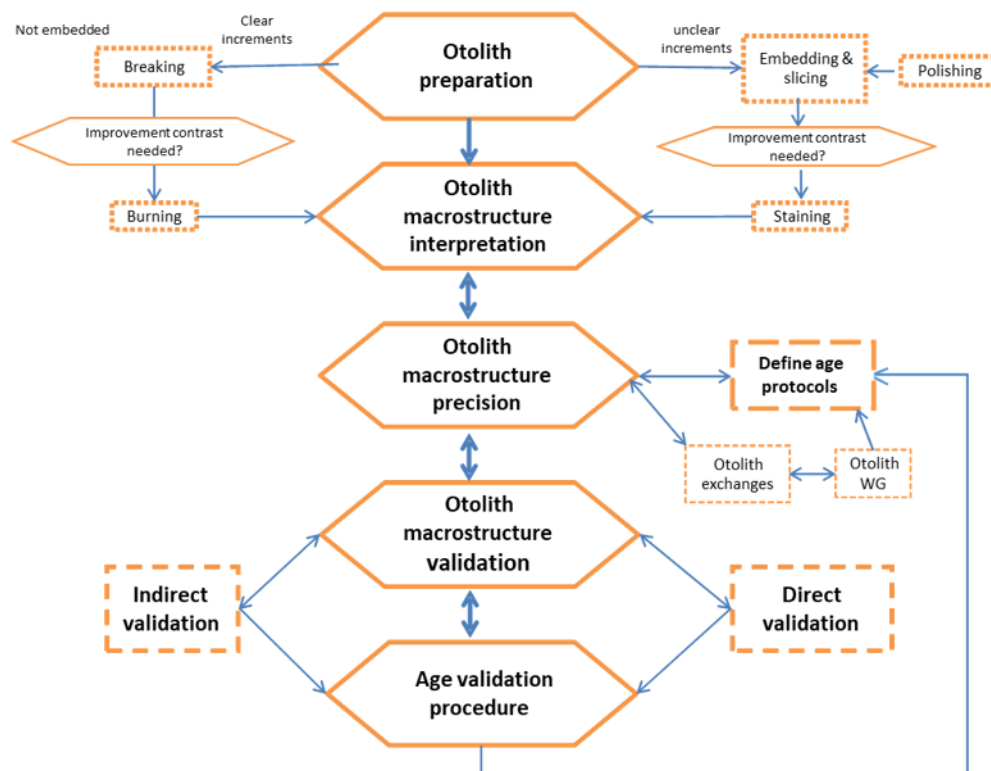 Not embedded
Clear
increments
Otolith
preparation
unclear
increments
Breaking
Embedding &
slicing
Polishing
Improvement contrast
needed?
Improvement contrast
needed?
Burning
Otolith
macrostructure
interpretation
Staining
Otolith
macrostructure
precision
Define age
protocols
Otolith
exchanges
Otolith
WG
Otolith
macrostructure
validation
Indirect
validation
Direct
validation
Age validation
procedure